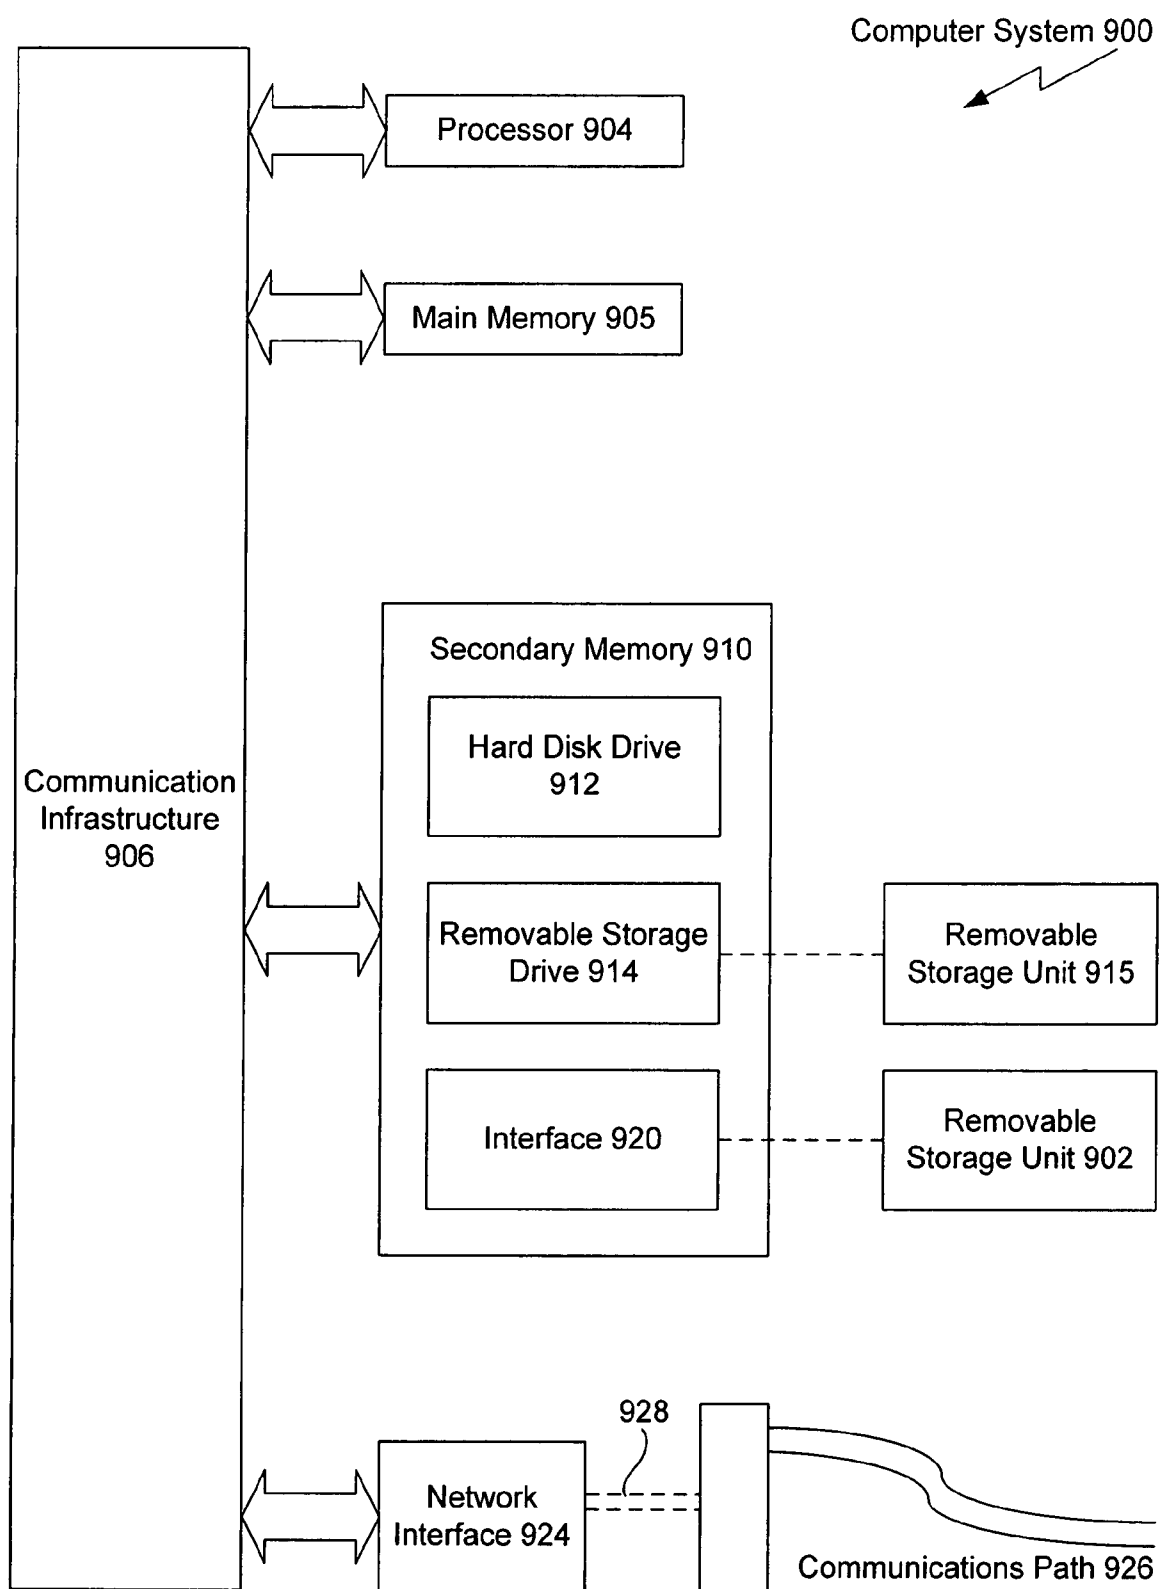 Computer System 900
Processor 904
Main Memory 905
Secondary Memory 910
Hard Disk Drive
912
Communication
Infrastructure
906
Removable Storage
Drive 914
Removable
Storage Unit 915
Interface 920
Removable
Storage Unit 902
928
Network
Interface 924
Communications Path 926